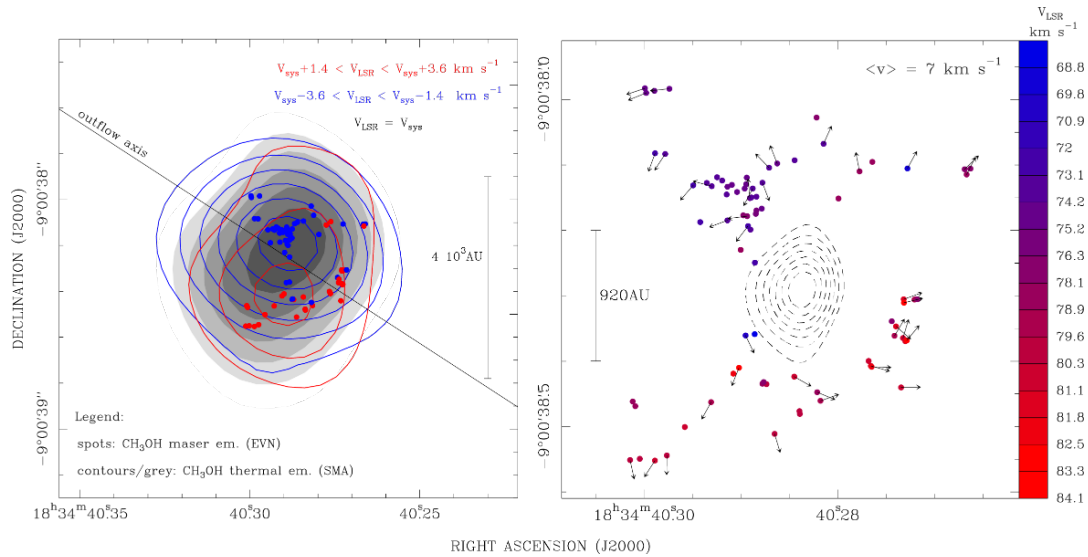 V_sys+1.4 < V_LSR < V_sys+3.6 km s⁻¹
V_sys−3.6 < V_LSR < V_sys−1.4 km s⁻¹
V_LSR = V_sys
outflow axis
4 10³AU
Legend:
spots: CH₃OH maser em. (EVN)
contours/grey: CH₃OH thermal em. (SMA)
DECLINATION (J2000)
-9°00'38"
-9°00'39"
18ʰ34ᵐ40ˢ.35
40ˢ.30
40ˢ.25
<v> = 7 km s⁻¹
920AU
-9°00'38".0
-9°00'38".5
18ʰ34ᵐ40ˢ.30
40ˢ.28
RIGHT ASCENSION (J2000)
V_LSR
km s⁻¹
68.8
69.9
70.9
72
73.1
74.2
75.2
76.3
78.1
78.9
79.6
80.3
81.1
81.8
82.5
83.3
84.1